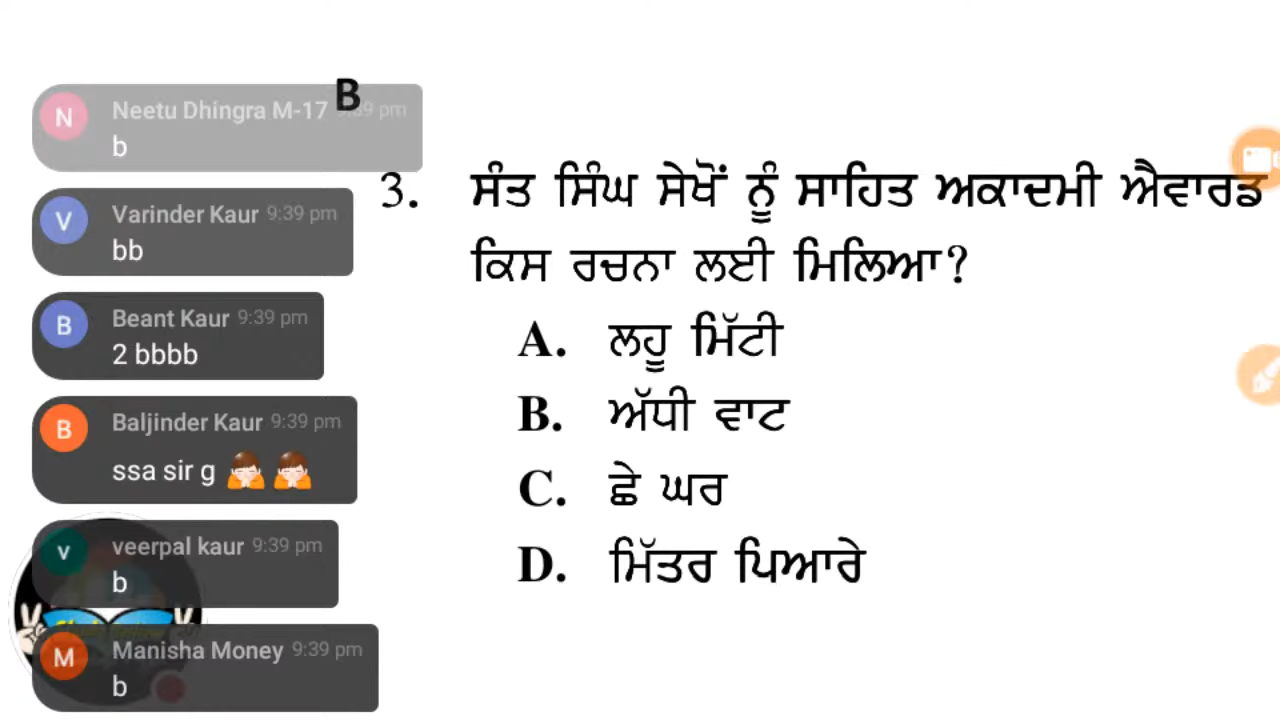 B
Neetu Dhingra M-17
b
Varinder Kaur 9:39 pm
bb
Beant Kaur 9:39 pm
2 bbbb
Baljinder Kaur 9:39 pm
ssa sir g 🙏🙏
veerpal kaur 9:39 pm
b
Manisha Money 9:39 pm
b
3. ਸੰਤ ਸਿੰਘ ਸੇਖੋਂ ਨੂੰ ਸਾਹਿਤ ਅਕਾਦਮੀ ਐਵਾਰਡ
ਕਿਸ ਰਚਨਾ ਲਈ ਮਿਲਿਆ?
A. ਲਹੂ ਮਿੱਟੀ
B. ਅੱਧੀ ਵਾਟ
C. ਛੇ ਘਰ
D. ਮਿੱਤਰ ਪਿਆਰੇ